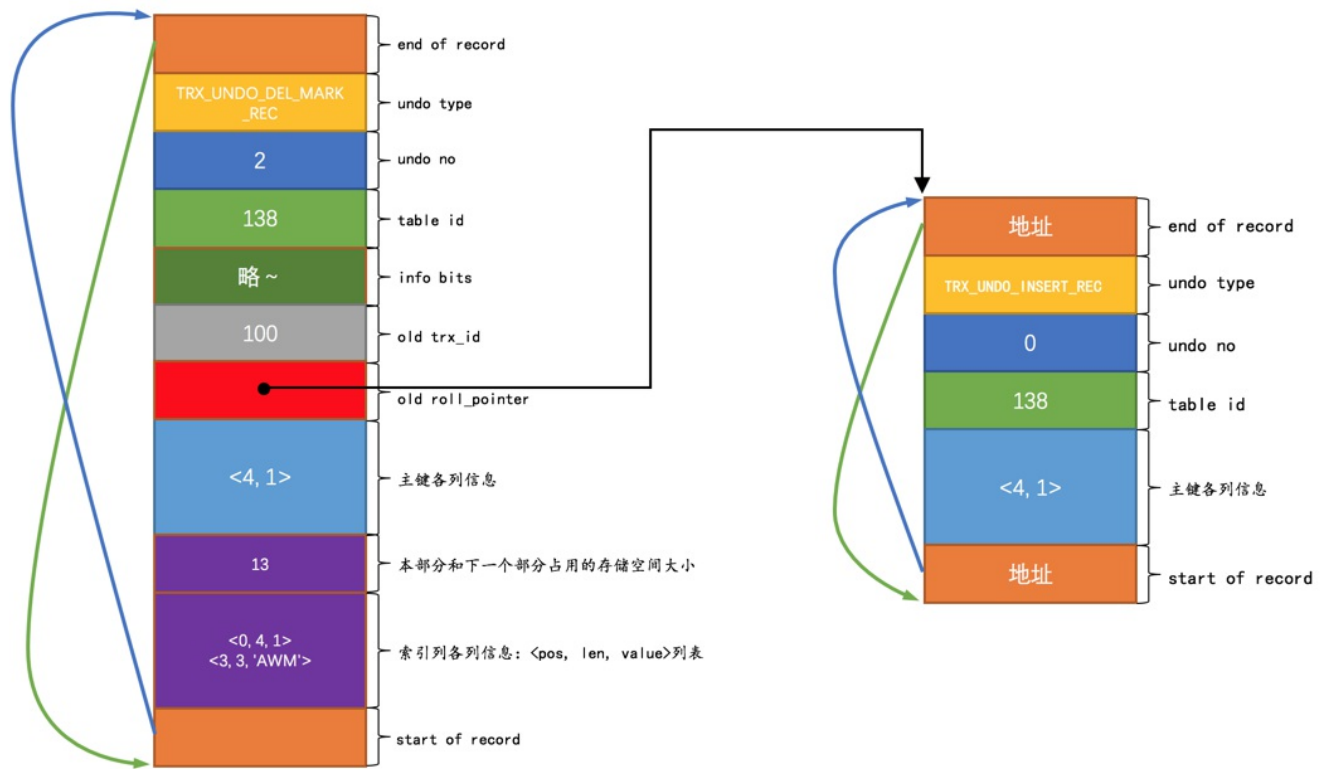 end of record
TRX_UNDO_DEL_MARK
_REC
undo type
2
undo no
138
table id
略 ~
info bits
100
old trx_id
old roll_pointer
<4, 1>
主键各列信息
13
本部分和下一个部分占用的存储空间大小
<0, 4, 1>
<3, 3, 'AWM'>
索引列各列信息: <pos, len, value>列表
start of record
地址
end of record
TRX_UNDO_INSERT_REC
undo type
0
undo no
138
table id
<4, 1>
主键各列信息
地址
start of record